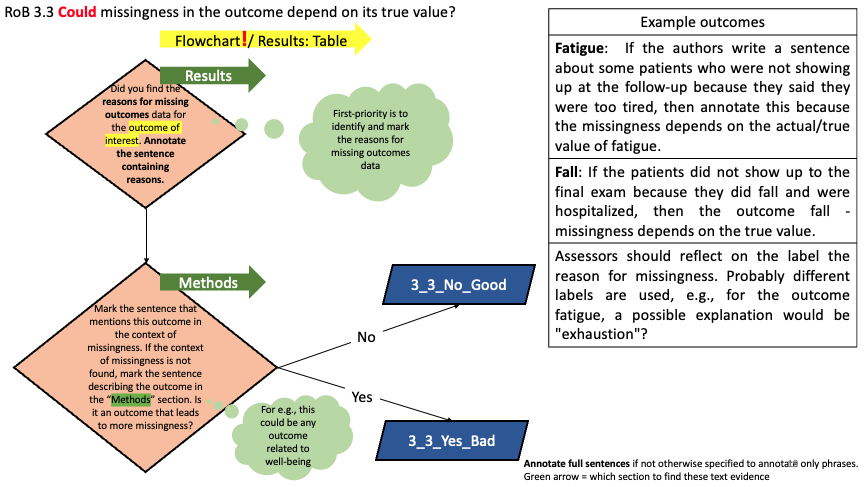 RoB 3.3 Could missingness in the outcome depend on its true value?
Flowchart!/ Results: Table
Results
Did you find the
reasons for missing
outcomes data for
the outcome of
interest. Annotate
the sentence
containing
reasons.
First-priority is to
identify and mark
the reasons for
missing outcomes
data
Methods
Mark the sentence that
mentions this outcome in
the context of
missingness. If the context
of missingness is not
found, mark the sentence
describing the outcome in
the “Methods” section. Is
it an outcome that leads
to more missingness?
For e.g., this
could be any
outcome
related to
well-being
No
Yes
3_3_No_Good
3_3_Yes_Bad
Example outcomes
Fatigue: If the authors write a sentence
about some patients who were not showing
up at the follow-up because they said they
were too tired, then annotate this because
the missingness depends on the actual/true
value of fatigue.
Fall: If the patients did not show up to the
final exam because they did fall and were
hospitalized, then the outcome fall -
missingness depends on the true value.
Assessors should reflect on the label the
reason for missingness. Probably different
labels are used, e.g., for the outcome
fatigue, a possible explanation would be
"exhaustion"?
Annotate full sentences if not otherwise specified to annotate only phrases.
Green arrow = which section to find these text evidence